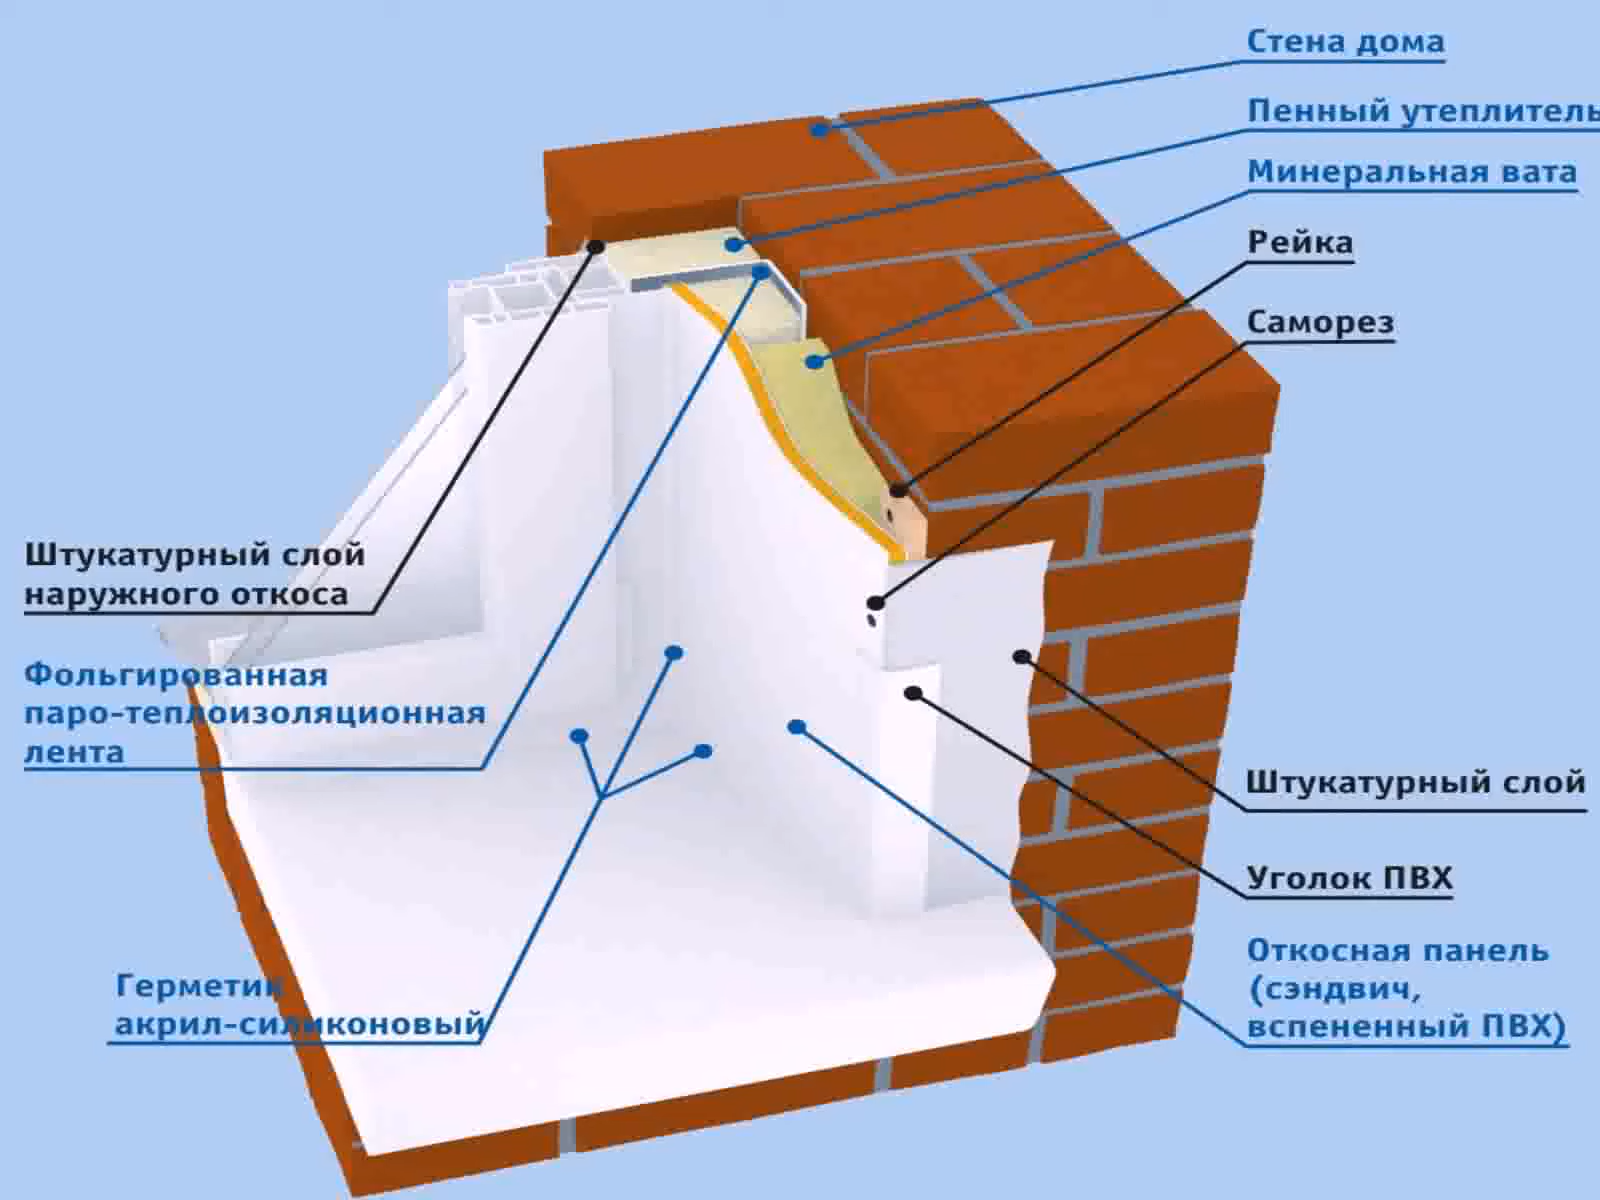 Стена дома
Пенный утеплитель
Минеральная вата
Рейка
Саморез
Штукатурный слой
наружного откоса
Фольгированная
паро-теплоизоляционная
лента
Штукатурный слой
Уголок ПВХ
Откосная панель
(сэндвич,
вспененный ПВХ)
Герметик
акрил-силиконовый